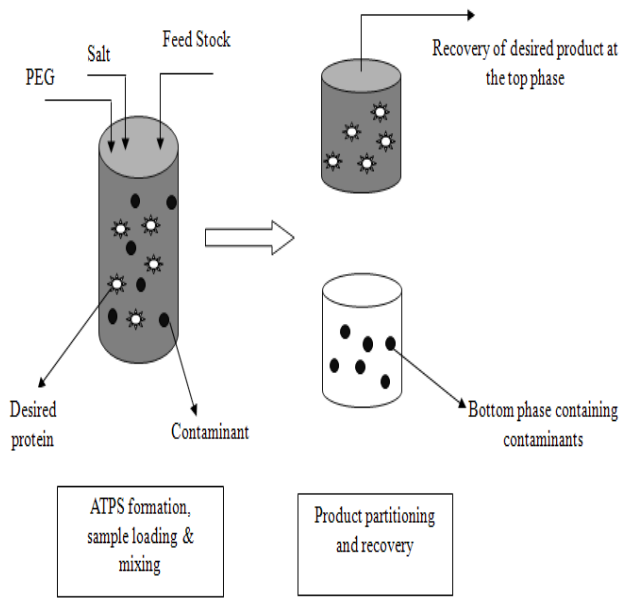 PEG
Salt
Feed Stock
Recovery of desired product at
the top phase
Desired
protein
Contaminant
Bottom phase containing
contaminants
ATPS formation,
sample loading &
mixing
Product partitioning
and recovery